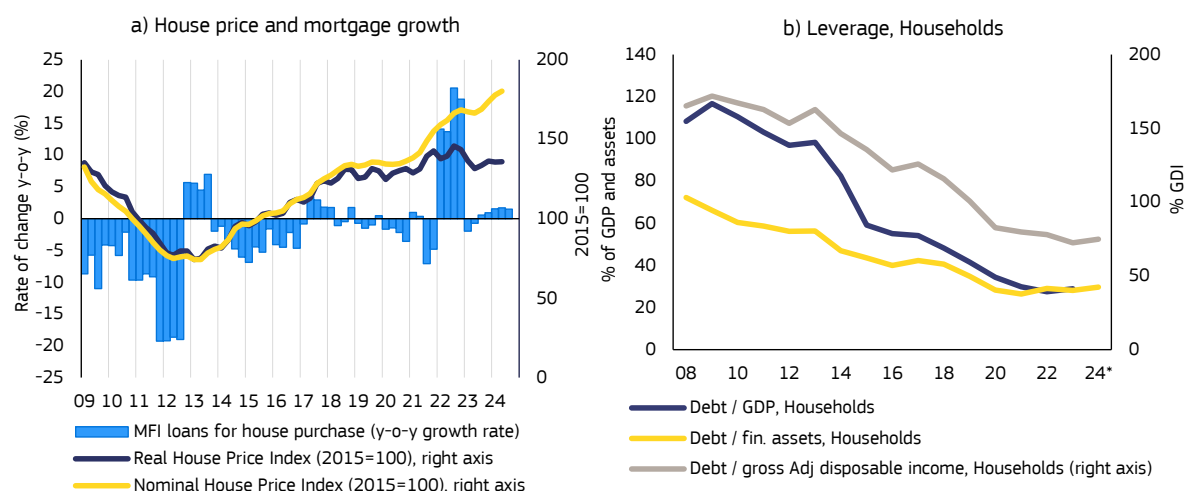 a) House price and mortgage growth
Rate of change y-o-y (%)
25
20
15
10
5
0
-5
-10
-15
-20
-25
200
150
100
50
0
2015=100
09 10 11 12 13 14 15 16 17 18 19 20 21 22 23 24
MFI loans for house purchase (y-o-y growth rate)
Real House Price Index (2015=100), right axis
Nominal House Price Index (2015=100), right axis
b) Leverage, Households
% of GDP and assets
140
120
100
80
60
40
20
0
200
150
100
50
0
% GDI
08 10 12 14 16 18 20 22 24*
Debt / GDP, Households
Debt / fin. assets, Households
Debt / gross Adj disposable income, Households (right axis)